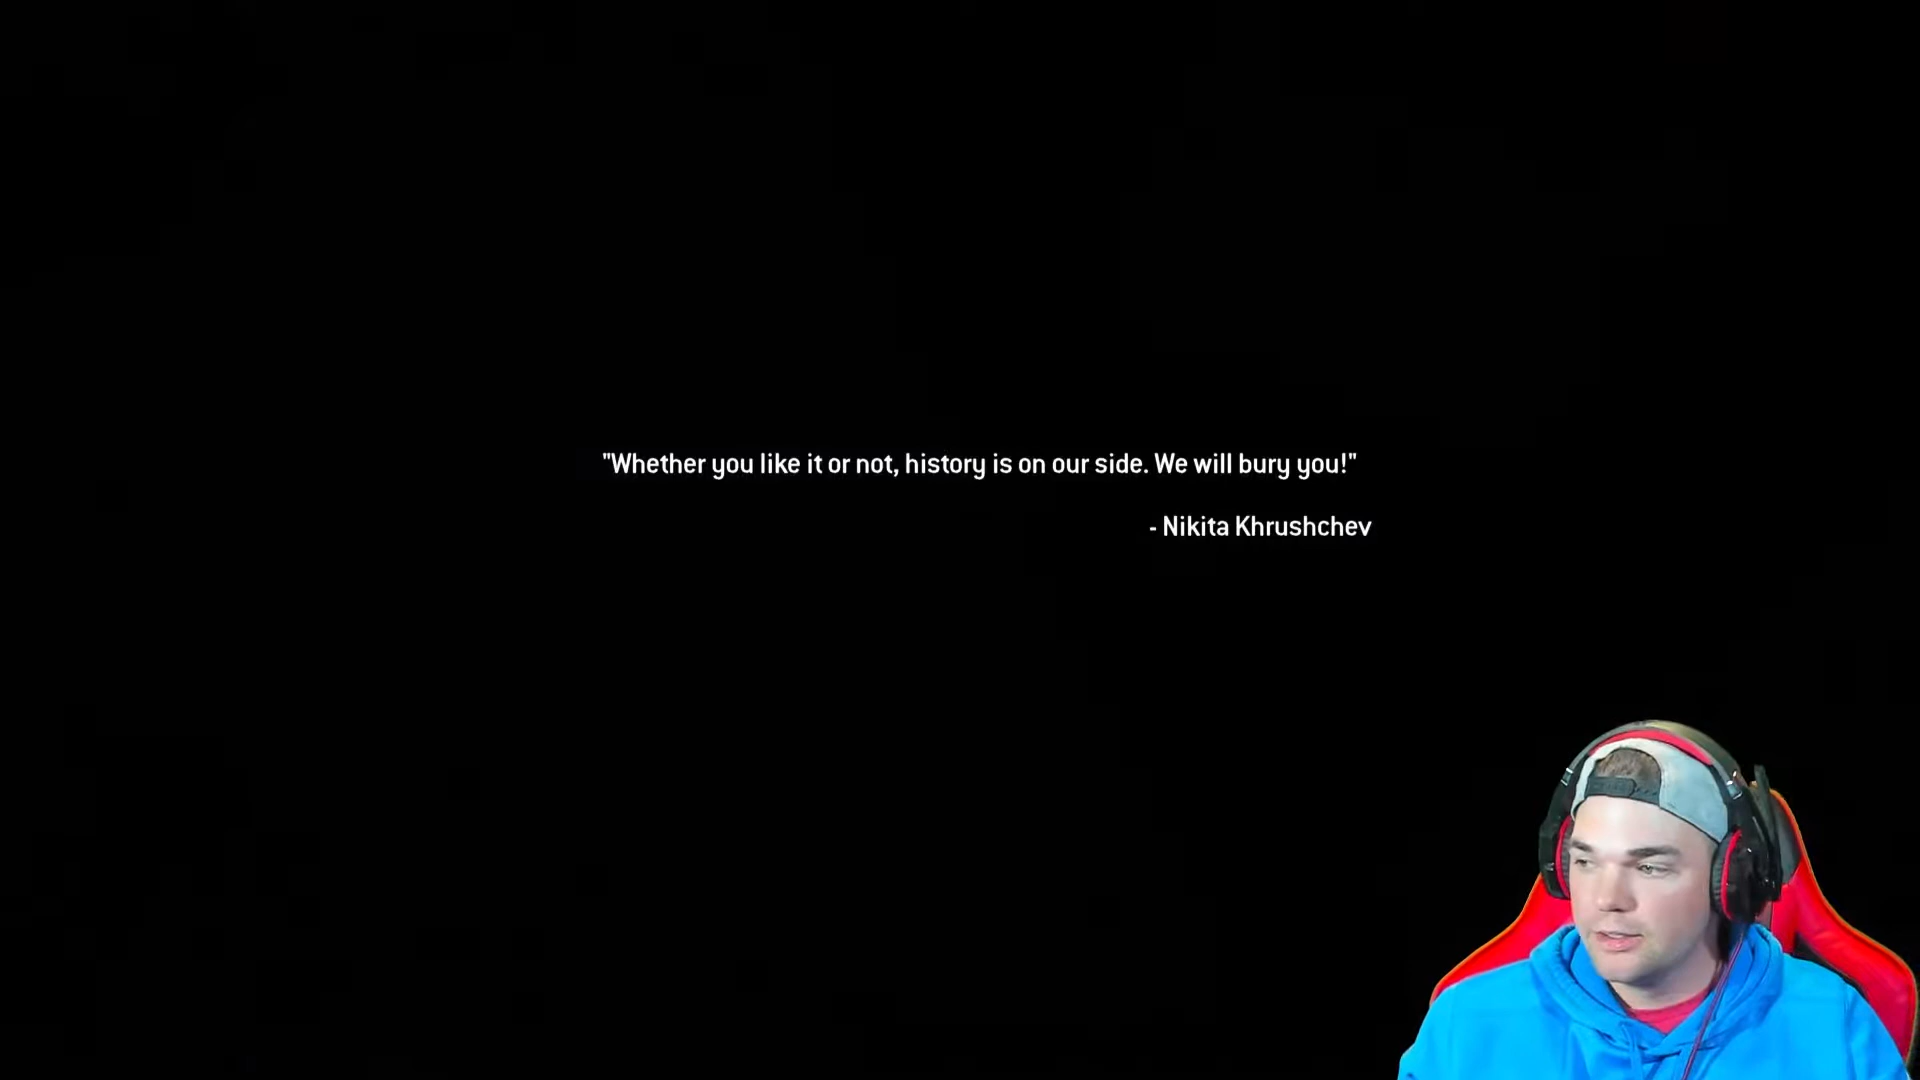 "Whether you like it or not, history is on our side. We will bury you!"
- Nikita Khrushchev